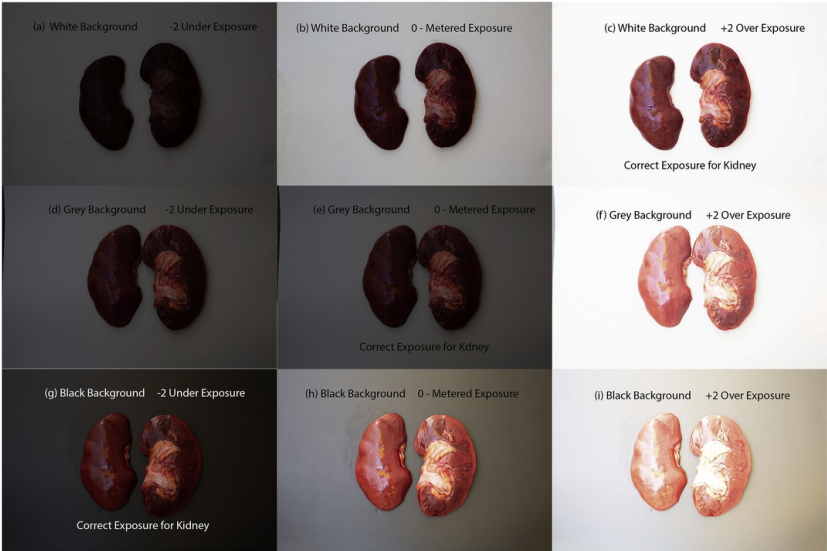 (a) White Background -2 Under Exposure
(b) White Background 0 - Metered Exposure
(c) White Background +2 Over Exposure
Correct Exposure for Kidney
(d) Grey Background -2 Under Exposure
(e) Grey Background 0 - Metered Exposure
(f) Grey Background +2 Over Exposure
Correct Exposure for Kdney
(g) Black Background -2 Under Exposure
(h) Black Background 0 - Metered Exposure
(i) Black Background +2 Over Exposure
Correct Exposure for Kidney